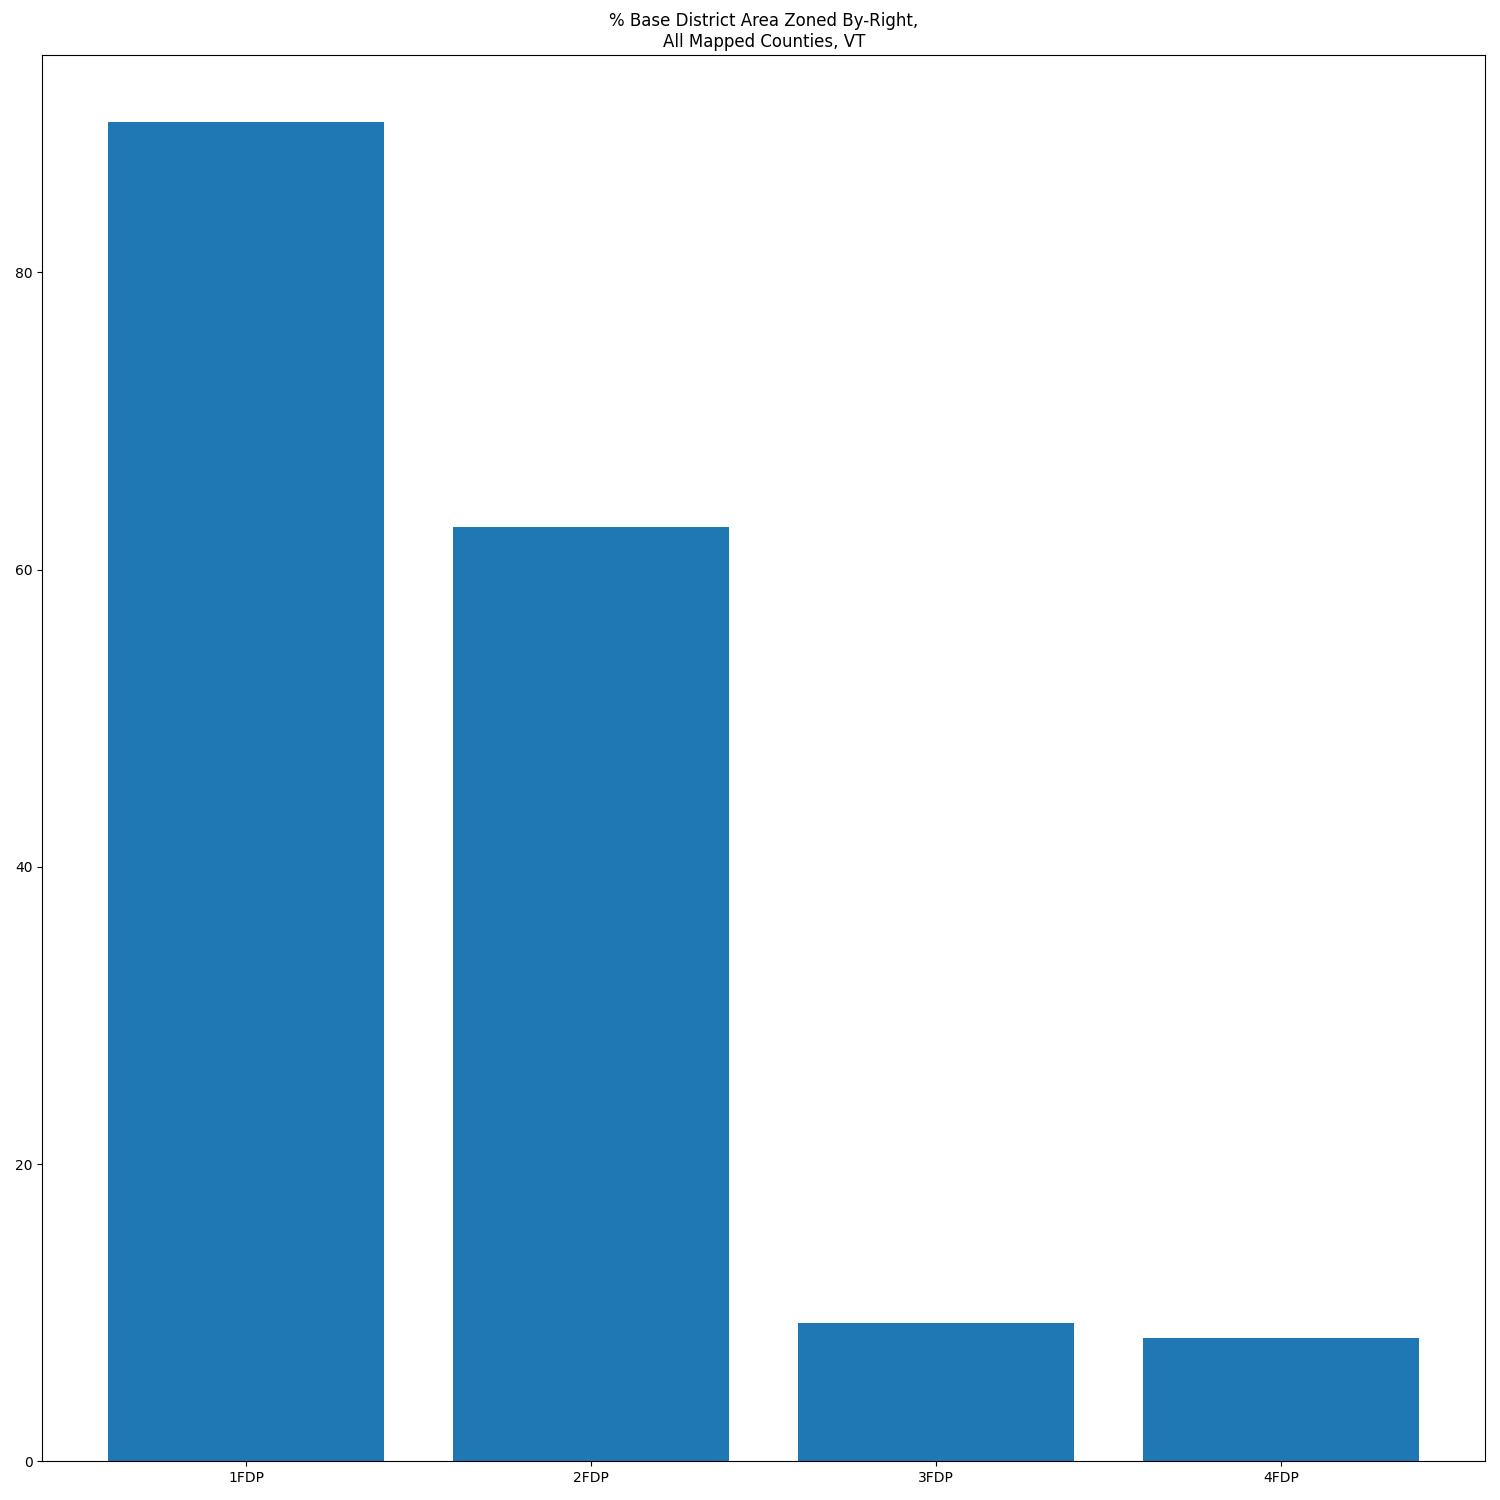 % Base District Area Zoned By-Right,
All Mapped Counties, VT
80
60
40
20
0
1FDP 2FDP 3FDP 4FDP